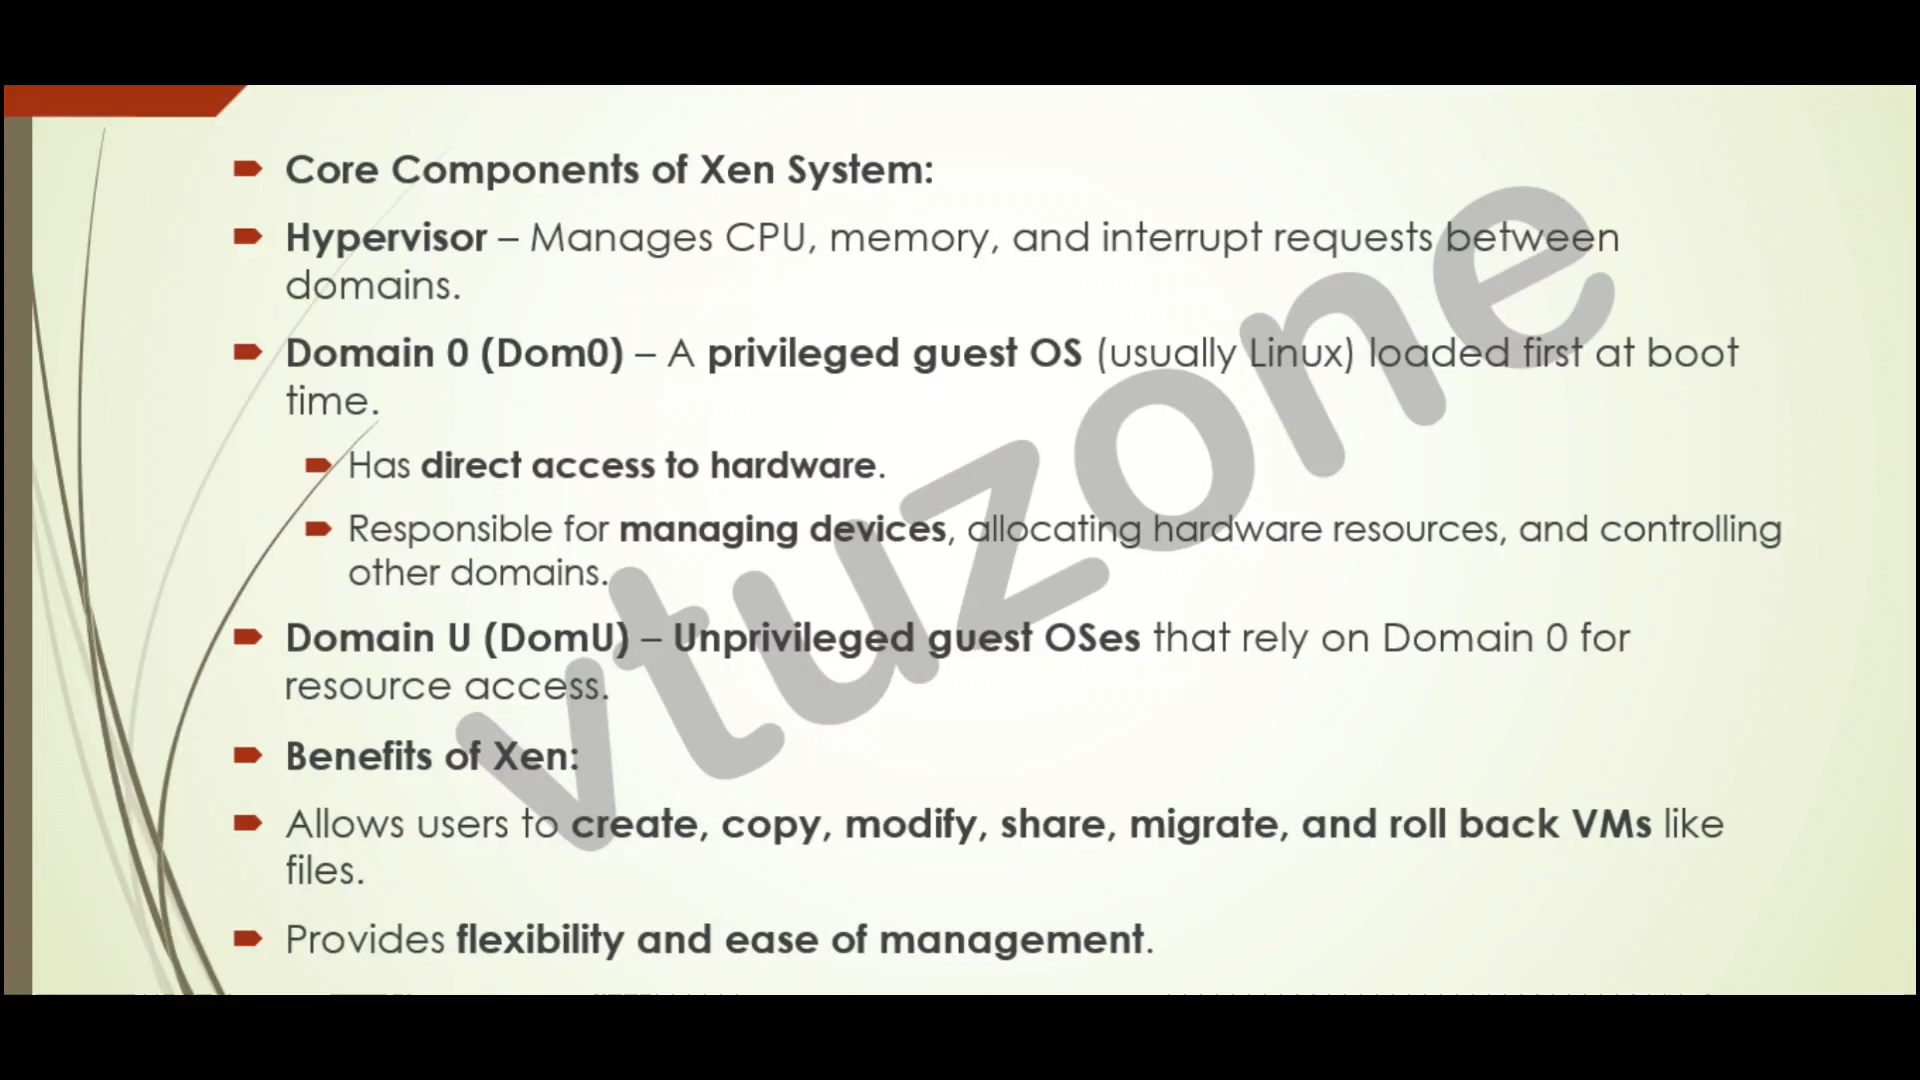 Core Components of Xen System:
Hypervisor – Manages CPU, memory, and interrupt requests between
domains.
Domain 0 (Dom0) – A privileged guest OS (usually Linux) loaded first at boot
time.
Has direct access to hardware.
Responsible for managing devices, allocating hardware resources, and controlling
other domains.
Domain U (DomU) – Unprivileged guest OSes that rely on Domain 0 for
resource access.
Benefits of Xen:
Allows users to create, copy, modify, share, migrate, and roll back VMs like
files.
Provides flexibility and ease of management.
vtuzone